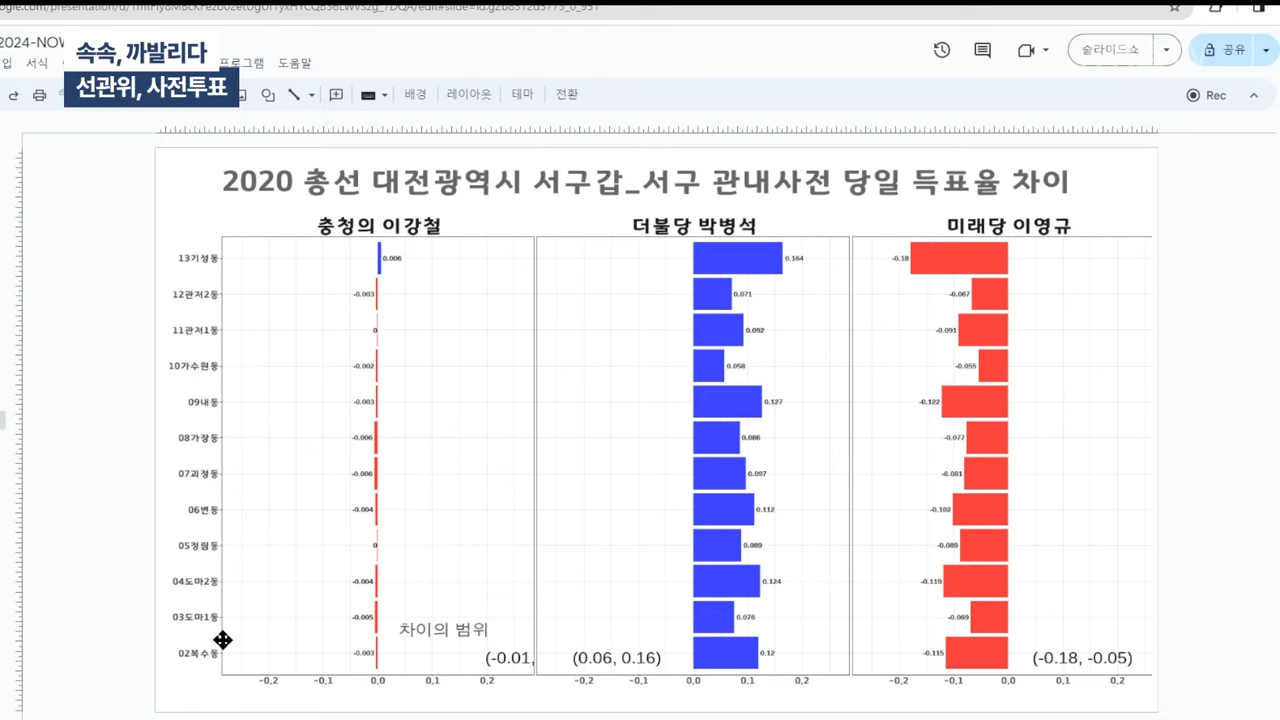 2024-NOV
속속, 까발리다
선관위, 사전투표
서식
도움말
슬라이드쇼
공유
배경
레이아웃
테마
전환
Rec
2020 총선 대전광역시 서구갑_서구 관내사전 당일 득표율 차이
충청의 이강철
더불당 박병석
미래당 이영규
13기성동 0.006 0.164 -0.18
12관저2동 -0.003 0.071 -0.067
11관저1동 0 0.092 -0.091
10가수원동 -0.002 0.058 -0.055
09내동 -0.003 0.127 -0.122
08가장동 -0.006 0.086 -0.077
07괴정동 -0.006 0.097 -0.081
06변동 -0.004 0.112 -0.102
05정림동 0 0.089 -0.089
04도마2동 -0.004 0.124 -0.119
03도마1동 -0.005 0.076 -0.069
차이의 범위
02복수동 -0.003 0.12 -0.115
(-0.01, (0.06, 0.16) (-0.18, -0.05)
-0,2 -0,1 0,0 0,1 0,2 -0,2 -0,1 0,0 0,1 0,2 -0,2 -0,1 0,0 0,1 0,2